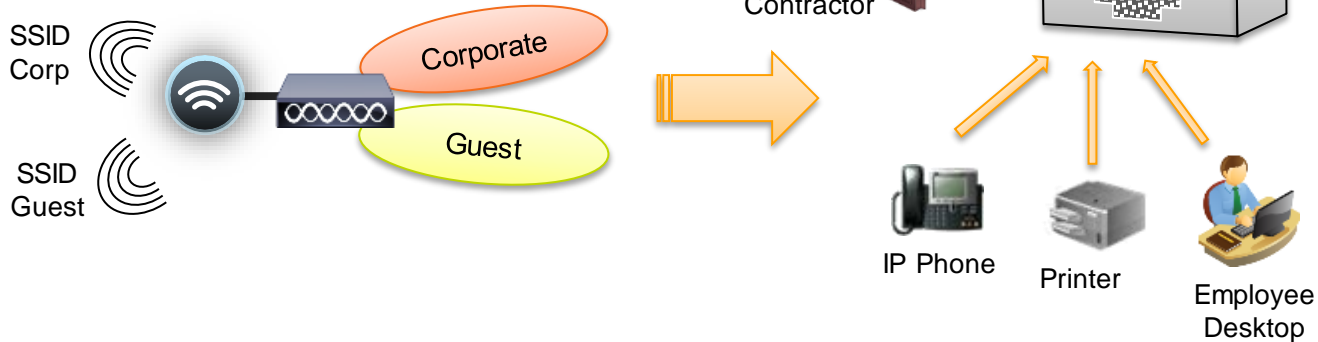 SSID
Corp
Corporate
Guest
SSID
Guest
Contractor
IP Phone
Printer
Employee
Desktop